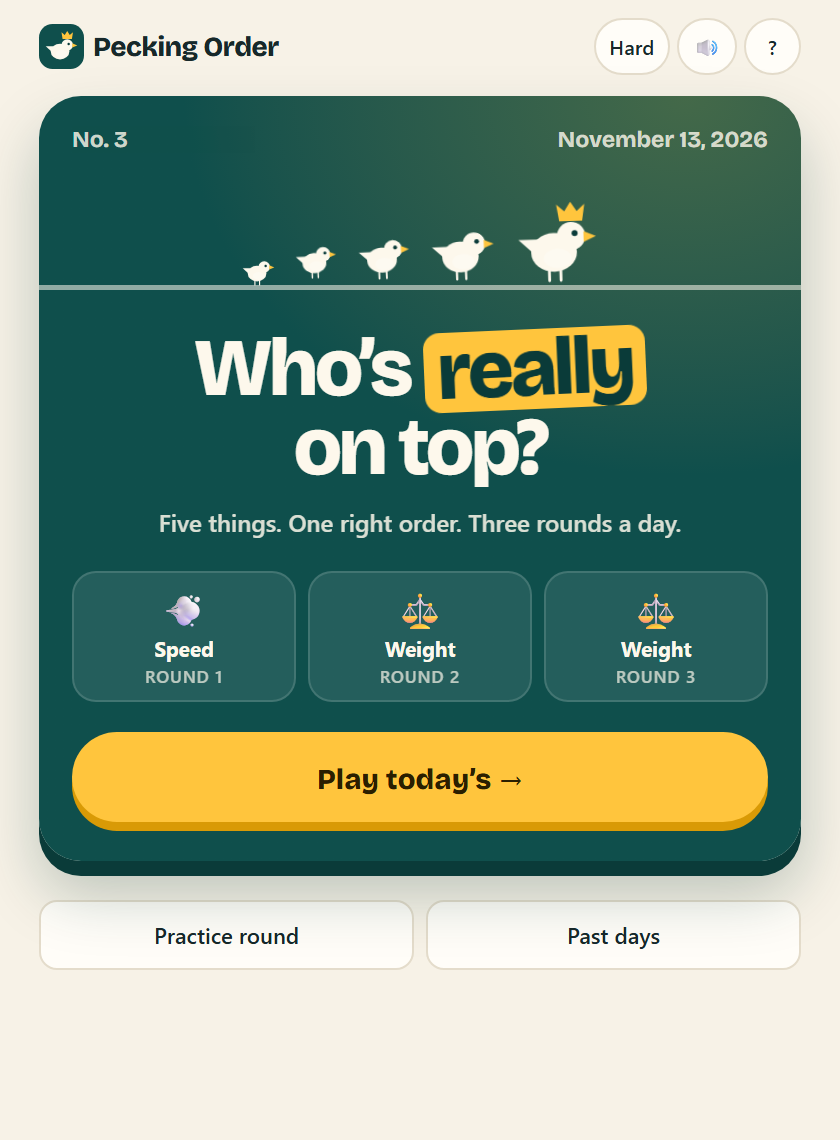 Pecking Order
Hard
?
No. 3
November 13, 2026
Who’s really
on top?
Five things. One right order. Three rounds a day.
Speed
ROUND 1
Weight
ROUND 2
Weight
ROUND 3
Play today’s →
Practice round
Past days